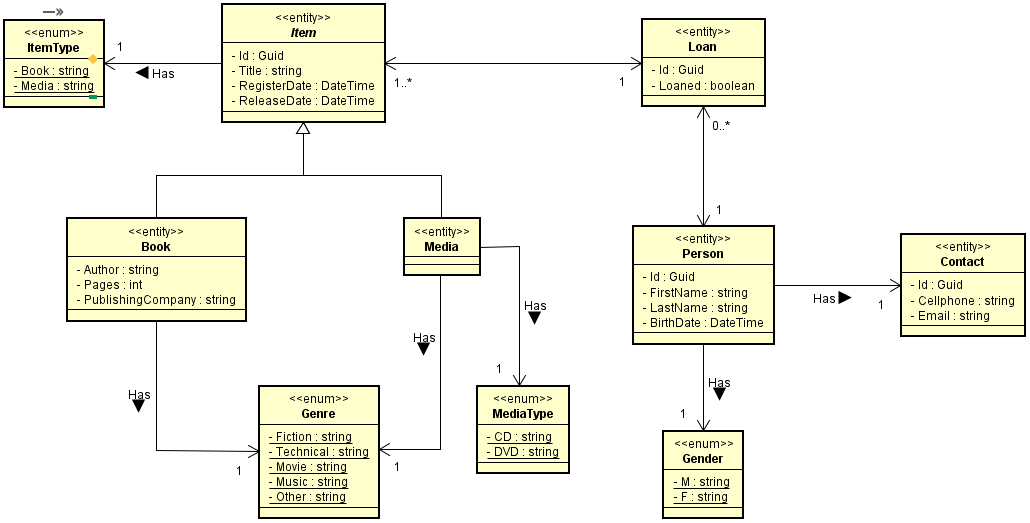 <<enum>>
ItemType
- Book : string
- Media : string
1
Has
<<entity>>
Item
- Id : Guid
- Title : string
- RegisterDate : DateTime
- ReleaseDate : DateTime
1..*
1
<<entity>>
Loan
- Id : Guid
- Loaned : boolean
0..*
1
<<entity>>
Book
- Author : string
- Pages : int
- PublishingCompany : string
<<entity>>
Media
<<entity>>
Person
- Id : Guid
- FirstName : string
- LastName : string
- BirthDate : DateTime
Has
1
<<entity>>
Contact
- Id : Guid
- Cellphone : string
- Email : string
Has
Has
Has
1
1
1
<<enum>>
Genre
- Fiction : string
- Technical : string
- Movie : string
- Music : string
- Other : string
<<enum>>
MediaType
- CD : string
- DVD : string
Has
1
<<enum>>
Gender
- M : string
- F : string